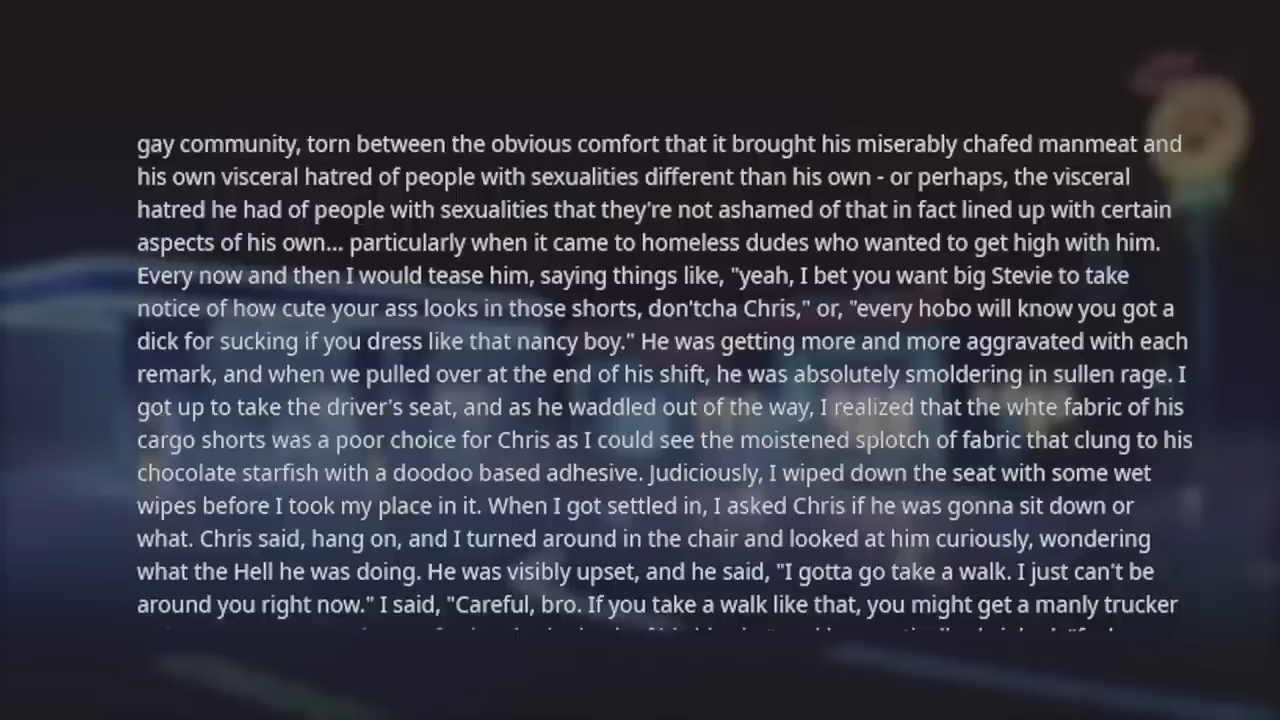 gay community, torn between the obvious comfort that it brought his miserably chafed manmeat and
his own visceral hatred of people with sexualities different than his own - or perhaps, the visceral
hatred he had of people with sexualities that they're not ashamed of that in fact lined up with certain
aspects of his own... particularly when it came to homeless dudes who wanted to get high with him.
Every now and then I would tease him, saying things like, "yeah, I bet you want big Stevie to take
notice of how cute your ass looks in those shorts, don'tcha Chris," or, "every hobo will know you got a
dick for sucking if you dress like that nancy boy." He was getting more and more aggravated with each
remark, and when we pulled over at the end of his shift, he was absolutely smoldering in sullen rage. I
got up to take the driver's seat, and as he waddled out of the way, I realized that the whte fabric of his
cargo shorts was a poor choice for Chris as I could see the moistened splotch of fabric that clung to his
chocolate starfish with a doodoo based adhesive. Judiciously, I wiped down the seat with some wet
wipes before I took my place in it. When I got settled in, I asked Chris if he was gonna sit down or
what. Chris said, hang on, and I turned around in the chair and looked at him curiously, wondering
what the Hell he was doing. He was visibly upset, and he said, "I gotta go take a walk. I just can't be
around you right now." I said, "Careful, bro. If you take a walk like that, you might get a manly trucker